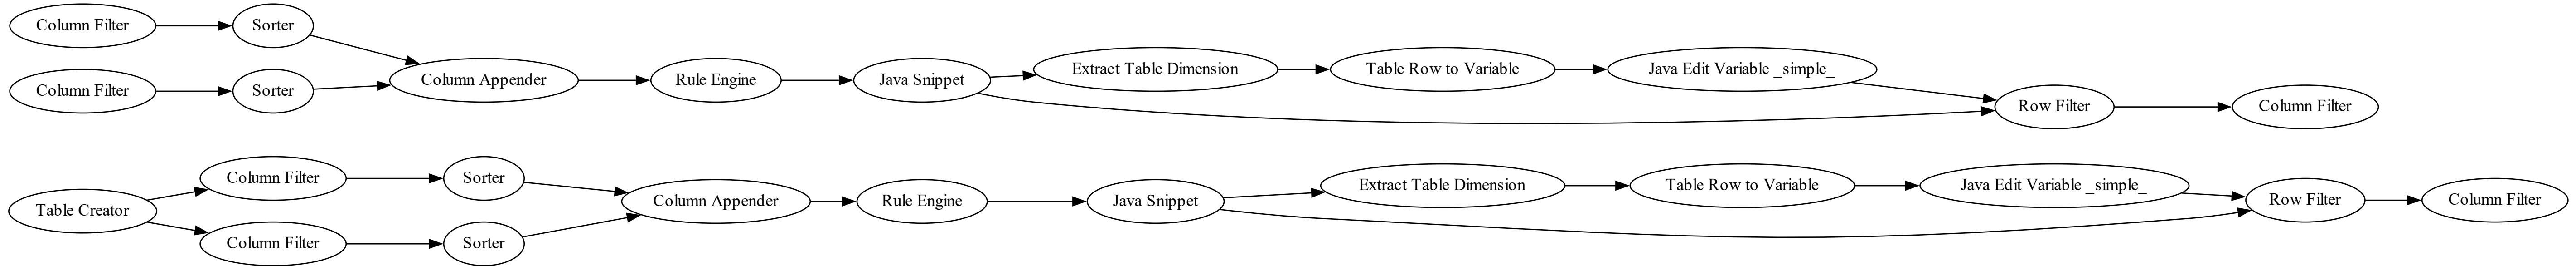 Column Filter
Sorter
Column Filter
Sorter
Column Appender
Rule Engine
Java Snippet
Extract Table Dimension
Table Row to Variable
Java Edit Variable _simple_
Row Filter
Column Filter
Table Creator
Column Filter
Sorter
Column Filter
Sorter
Column Appender
Rule Engine
Java Snippet
Extract Table Dimension
Table Row to Variable
Java Edit Variable _simple_
Row Filter
Column Filter